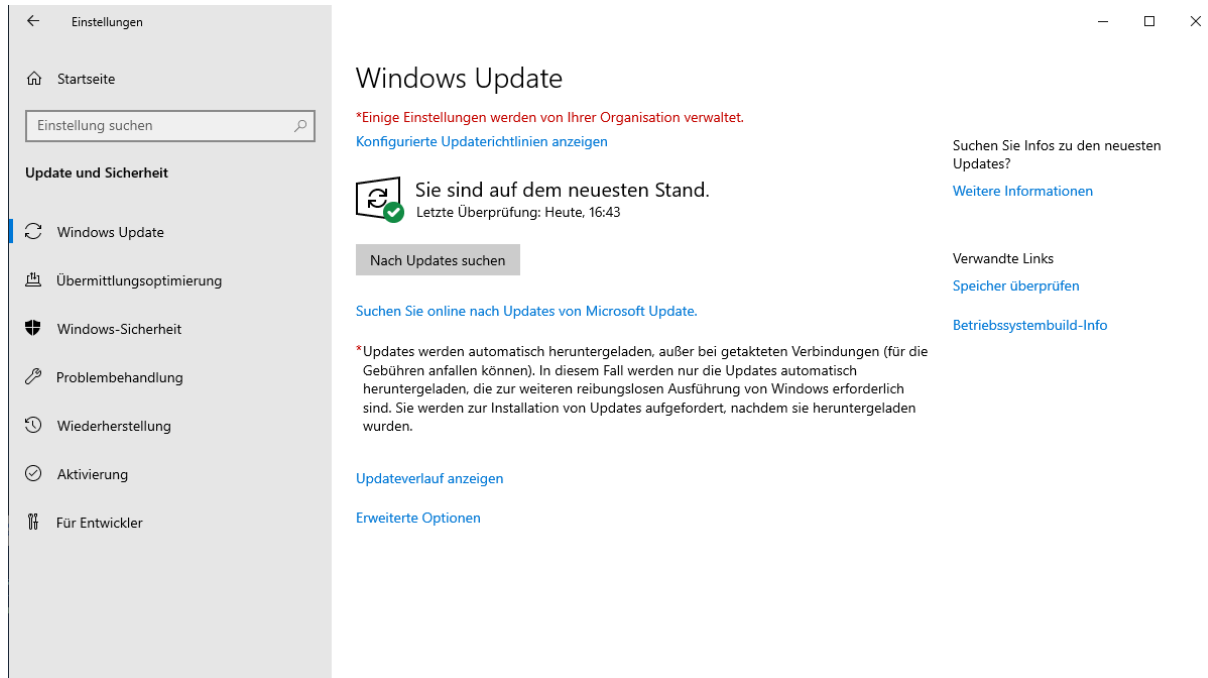 Einstellungen
Startseite
Einstellung suchen
Update und Sicherheit
Windows Update
Übermittlungsoptimierung
Windows-Sicherheit
Problembehandlung
Wiederherstellung
Aktivierung
Für Entwickler
Windows Update
*Einige Einstellungen werden von Ihrer Organisation verwaltet.
Konfigurierte Updaterichtlinien anzeigen
Sie sind auf dem neuesten Stand.
Letzte Überprüfung: Heute, 16:43
Nach Updates suchen
Suchen Sie online nach Updates von Microsoft Update.
*Updates werden automatisch heruntergeladen, außer bei getakteten Verbindungen (für die
Gebühren anfallen können). In diesem Fall werden nur die Updates automatisch
heruntergeladen, die zur weiteren reibungslosen Ausführung von Windows erforderlich
sind. Sie werden zur Installation von Updates aufgefordert, nachdem sie heruntergeladen
wurden.
Updateverlauf anzeigen
Erweiterte Optionen
Suchen Sie Infos zu den neuesten
Updates?
Weitere Informationen
Verwandte Links
Speicher überprüfen
Betriebssystembuild-Info